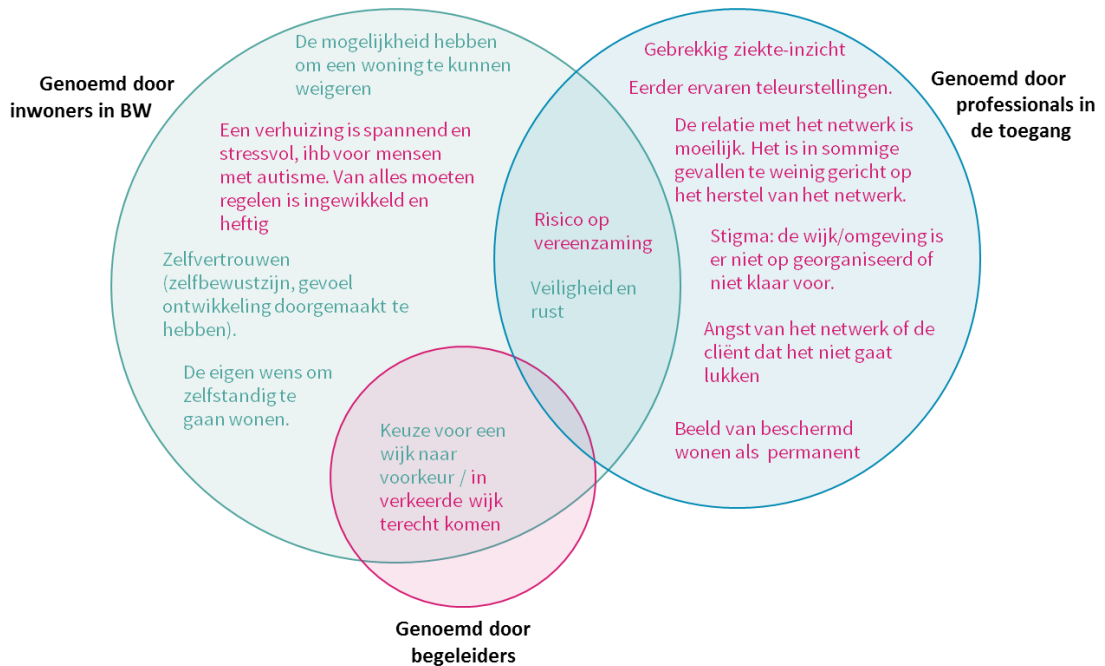 Genoemd door
inwoners in BW
De mogelijkheid hebben
om een woning te kunnen
weigeren
Een verhuizing is spannend en
stressvol, ihb voor mensen
met autisme. Van alles moeten
regelen is ingewikkeld en
heftig
Zelfvertrouwen
(zelfbewustzijn, gevoel
ontwikkeling doorgemaakt te
hebben).
De eigen wens om
zelfstandig te
gaan wonen.
Risico op
vereenzaming
Veiligheid en
rust
Keuze voor een
wijk naar
voorkeur / in
verkeerde wijk
terecht komen
Genoemd door
professionals in
de toegang
Gebrekkig ziekte-inzicht
Eerder ervaren teleurstellingen.
De relatie met het netwerk is
moeilijk. Het is in sommige
gevallen te weinig gericht op
het herstel van het netwerk.
Stigma: de wijk/omgeving is
er niet op georganiseerd of
niet klaar voor.
Angst van het netwerk of de
cliënt dat het niet gaat
lukken
Beeld van beschermd
wonen als  permanent
Genoemd door
begeleiders